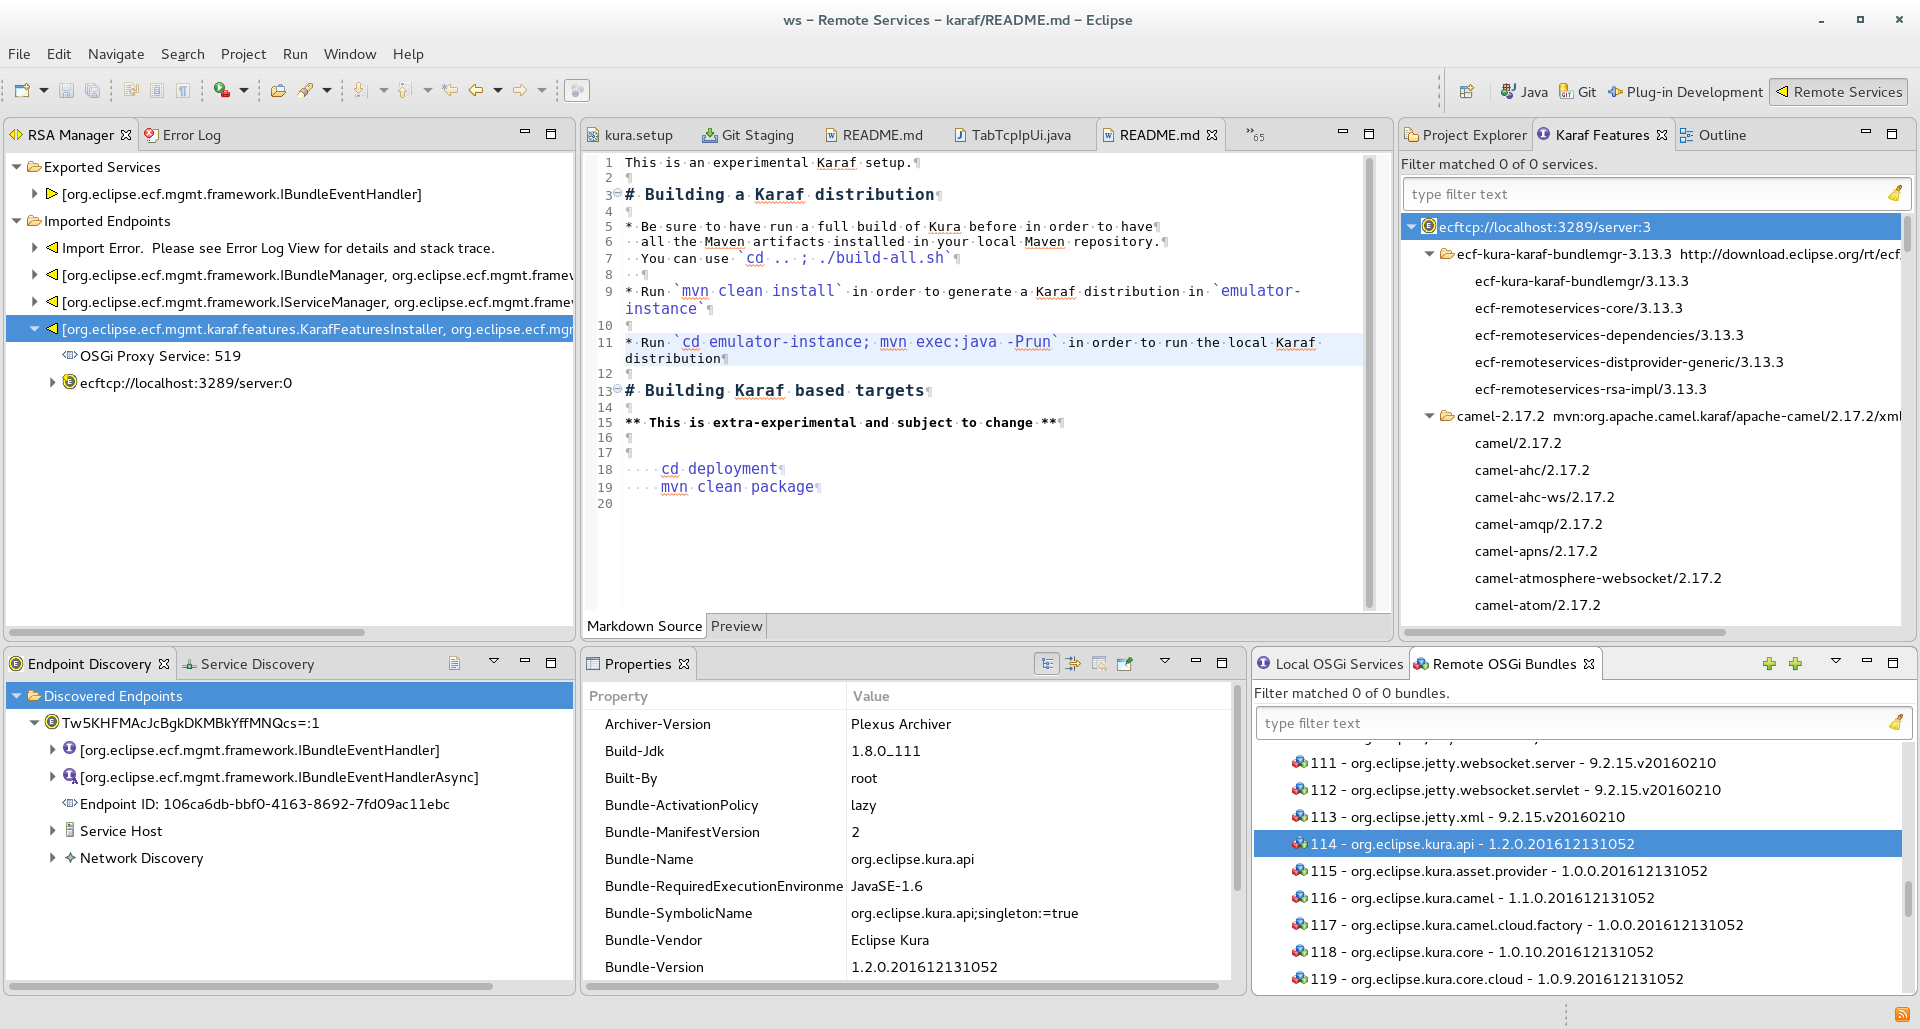 ws – Remote Services – karaf/README.md – Eclipse
File Edit Navigate Search Project Run Window Help
Java Git Plug-in Development Remote Services
RSA Manager Error Log
Exported Services
[org.eclipse.ecf.mgmt.framework.IBundleEventHandler]
Imported Endpoints
Import Error.  Please see Error Log View for details and stack trace.
[org.eclipse.ecf.mgmt.framework.IBundleManager, org.eclipse.ecf.mgmt.framev
[org.eclipse.ecf.mgmt.framework.IServiceManager, org.eclipse.ecf.mgmt.frame
[org.eclipse.ecf.mgmt.karaf.features.KarafFeaturesInstaller, org.eclipse.ecf.mgr
OSGi Proxy Service: 519
ecftcp://localhost:3289/server:0
kura.setup Git Staging README.md TabTcpIpUi.java README.md »65
1 This is an experimental Karaf setup.¶
2 ¶
3 # Building a Karaf distribution¶
4 ¶
5 * Be sure to have run a full build of Kura before in order to have¶
6 all the Maven artifacts installed in your local Maven repository.¶
7 You can use `cd .. ; ./build-all.sh`¶
8 ¶
9 * Run `mvn clean install` in order to generate a Karaf distribution in `emulator-
instance`¶
10 ¶
11 * Run `cd emulator-instance; mvn exec:java -Prun` in order to run the local Karaf
distribution¶
12 ¶
13 # Building Karaf based targets¶
14 ¶
15 ** This is extra-experimental and subject to change **¶
16 ¶
17 ¶
18 cd deployment¶
19 mvn clean package¶
20
Markdown Source Preview
Project Explorer Karaf Features Outline
Filter matched 0 of 0 services.
type filter text
ecftcp://localhost:3289/server:3
ecf-kura-karaf-bundlemgr-3.13.3  http://download.eclipse.org/rt/ecf
ecf-kura-karaf-bundlemgr/3.13.3
ecf-remoteservices-core/3.13.3
ecf-remoteservices-dependencies/3.13.3
ecf-remoteservices-distprovider-generic/3.13.3
ecf-remoteservices-rsa-impl/3.13.3
camel-2.17.2  mvn:org.apache.camel.karaf/apache-camel/2.17.2/xml
camel/2.17.2
camel-ahc/2.17.2
camel-ahc-ws/2.17.2
camel-amqp/2.17.2
camel-apns/2.17.2
camel-atmosphere-websocket/2.17.2
camel-atom/2.17.2
Endpoint Discovery Service Discovery
Discovered Endpoints
Tw5KHFMAcJcBgkDKMBkYffMNQcs=:1
[org.eclipse.ecf.mgmt.framework.IBundleEventHandler]
[org.eclipse.ecf.mgmt.framework.IBundleEventHandlerAsync]
Endpoint ID: 106ca6db-bbf0-4163-8692-7fd09ac11ebc
Service Host
Network Discovery
Properties
Property Value
Archiver-Version Plexus Archiver
Build-Jdk 1.8.0_111
Built-By root
Bundle-ActivationPolicy lazy
Bundle-ManifestVersion 2
Bundle-Name org.eclipse.kura.api
Bundle-RequiredExecutionEnvironme JavaSE-1.6
Bundle-SymbolicName org.eclipse.kura.api;singleton:=true
Bundle-Vendor Eclipse Kura
Bundle-Version 1.2.0.201612131052
Local OSGi Services Remote OSGi Bundles
Filter matched 0 of 0 bundles.
type filter text
111 - org.eclipse.jetty.websocket.server - 9.2.15.v20160210
112 - org.eclipse.jetty.websocket.servlet - 9.2.15.v20160210
113 - org.eclipse.jetty.xml - 9.2.15.v20160210
114 - org.eclipse.kura.api - 1.2.0.201612131052
115 - org.eclipse.kura.asset.provider - 1.0.0.201612131052
116 - org.eclipse.kura.camel - 1.1.0.201612131052
117 - org.eclipse.kura.camel.cloud.factory - 1.0.0.201612131052
118 - org.eclipse.kura.core - 1.0.10.201612131052
119 - org.eclipse.kura.core.cloud - 1.0.9.201612131052